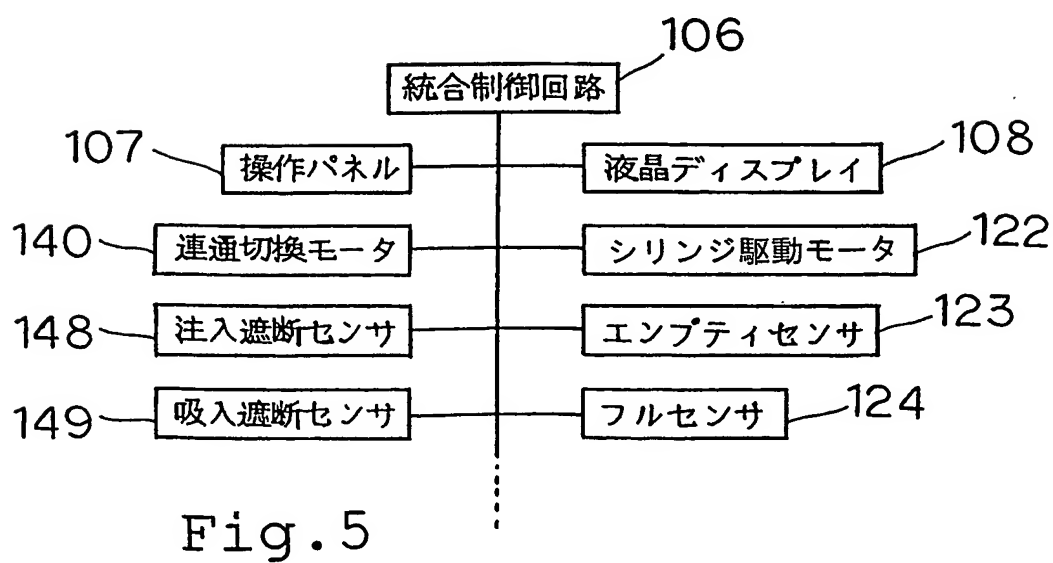 106
統合制御回路
107
操作パネル
液晶ディスプレイ
108
140
連通切換モータ
シリンジ駆動モータ
122
148
注入遮断センサ
エンプティセンサ
123
149
吸入遮断センサ
フルセンサ
124
Fig.5